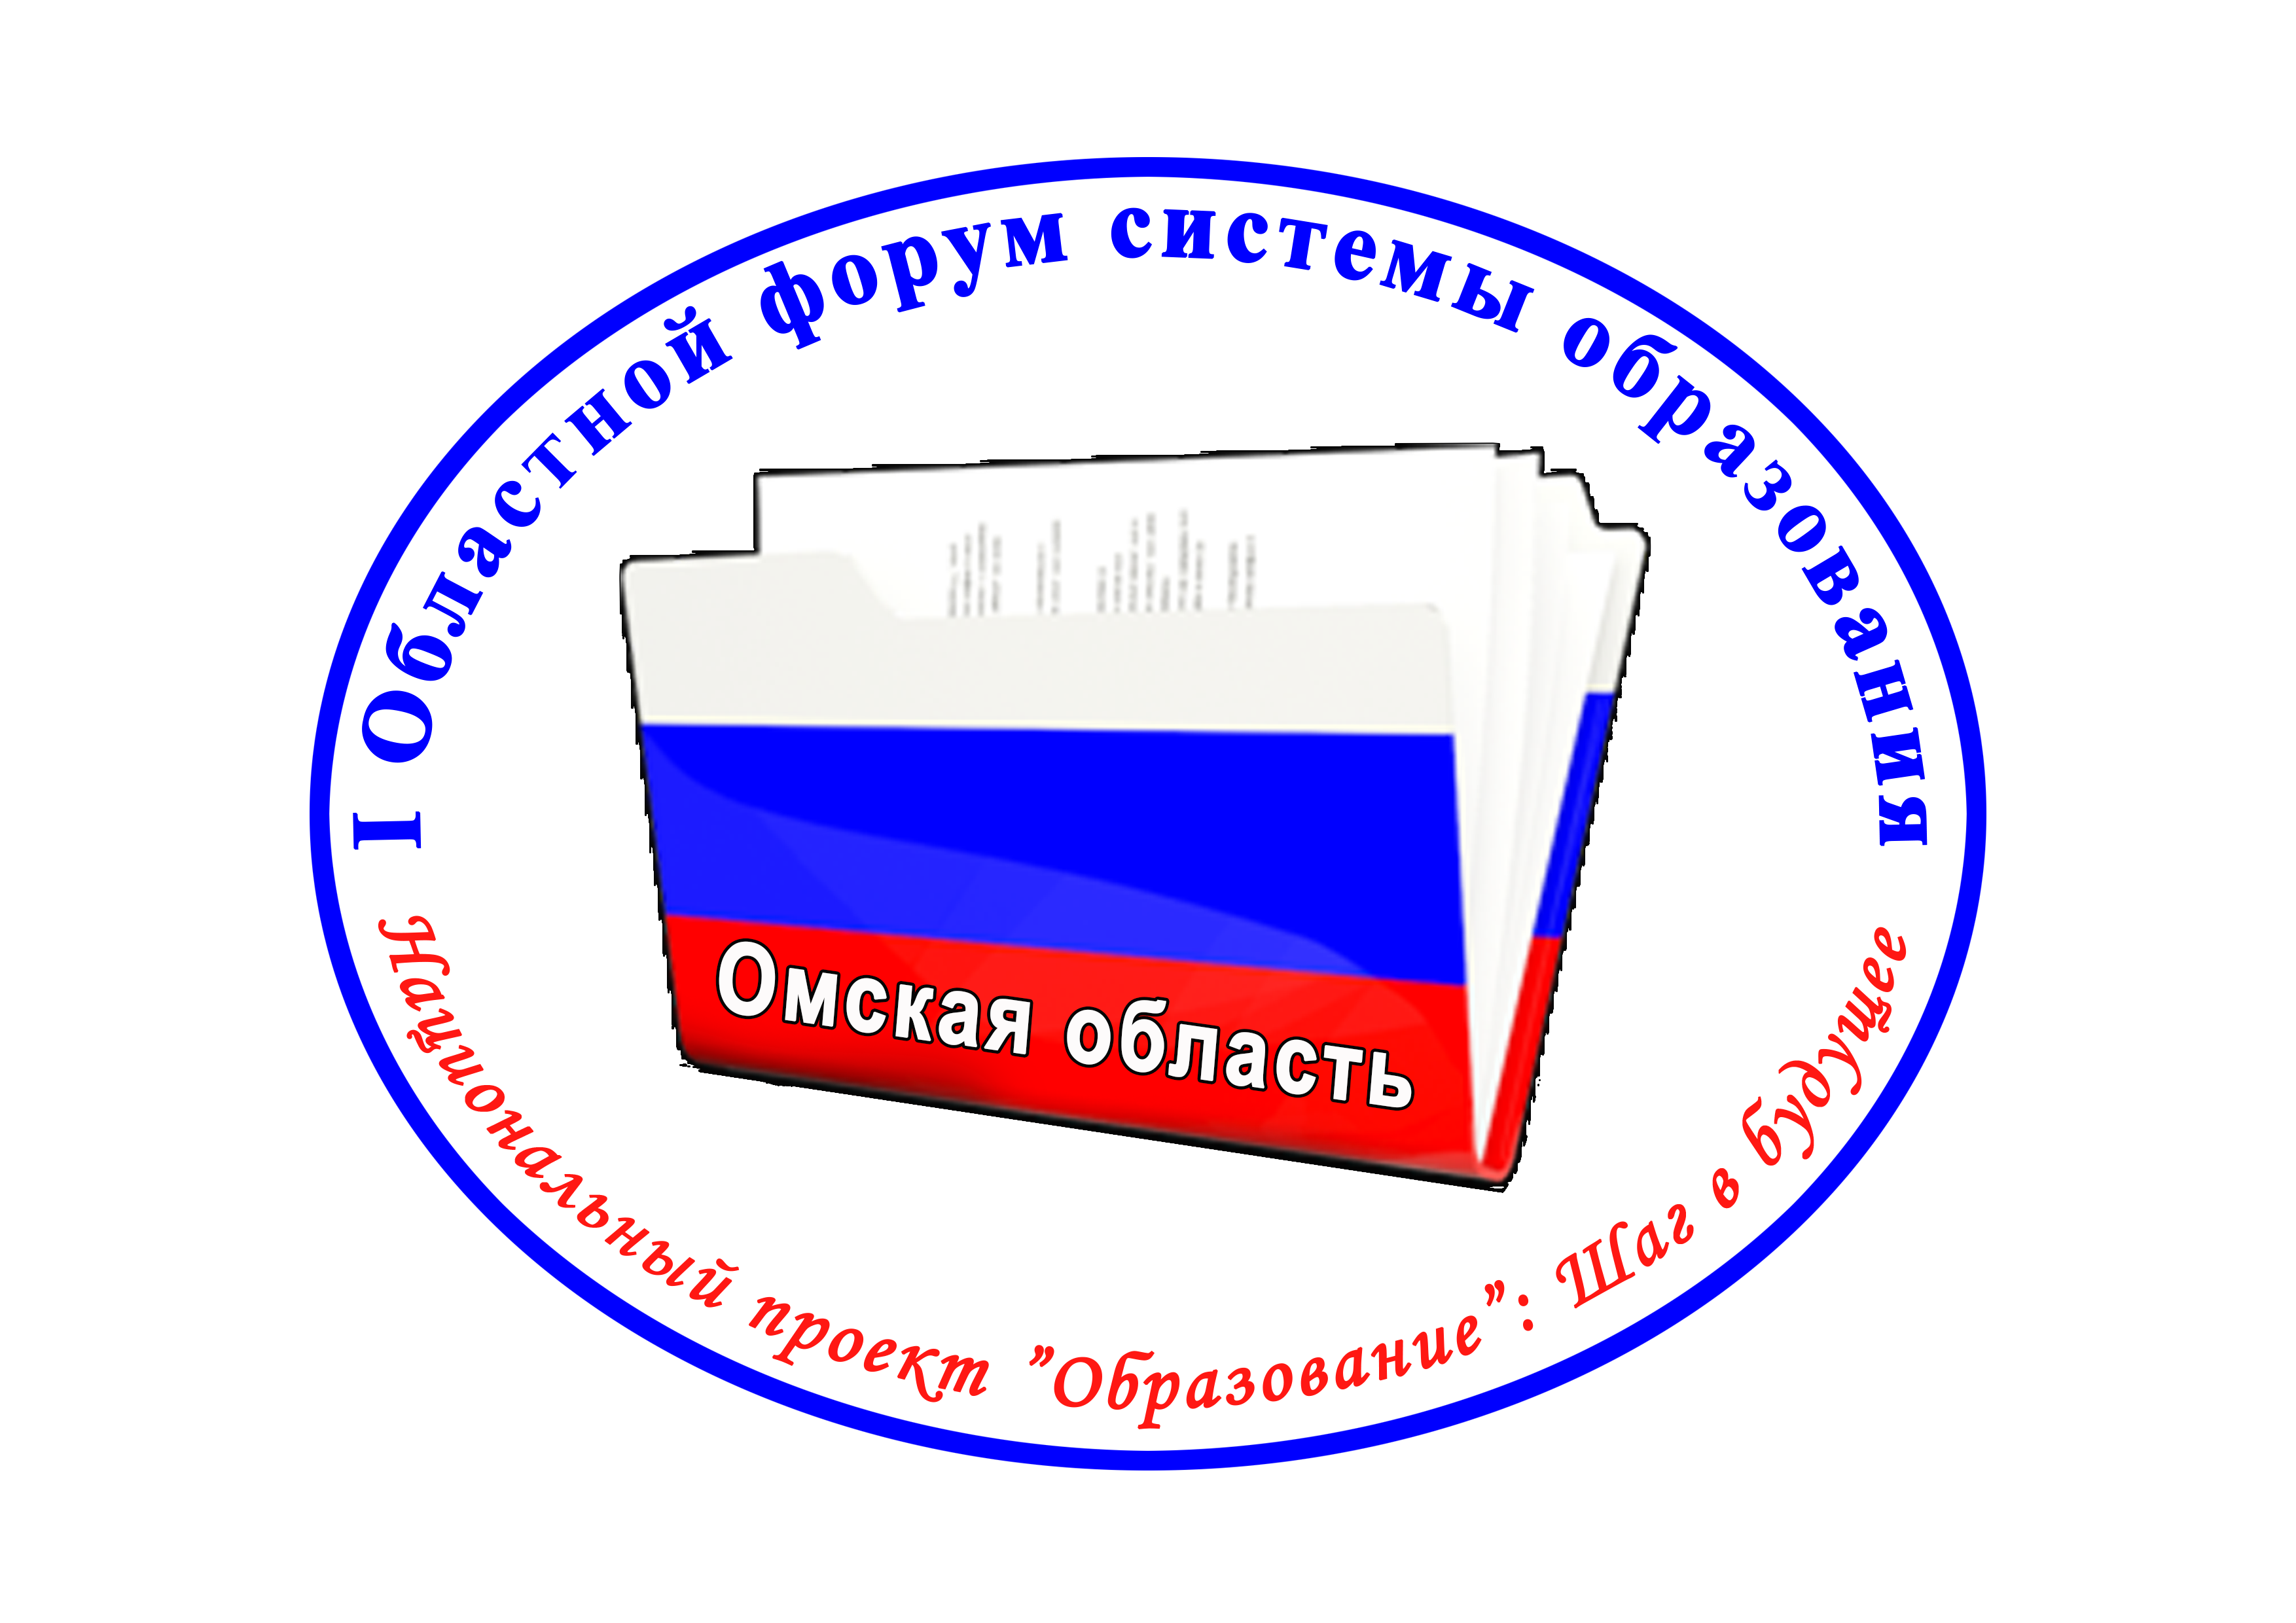 I Областной форум системы образования
Омская область
Национальный проект "Образование": Шаг в будущее